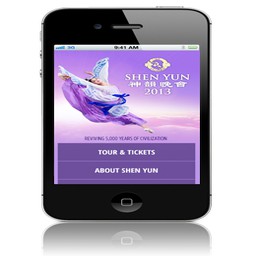 3G
9:41 AM
SHEN YUN
神韻晚會
2013
REVIVING 5,000 YEARS OF CIVILIZATION
TOUR & TICKETS
ABOUT SHEN YUN